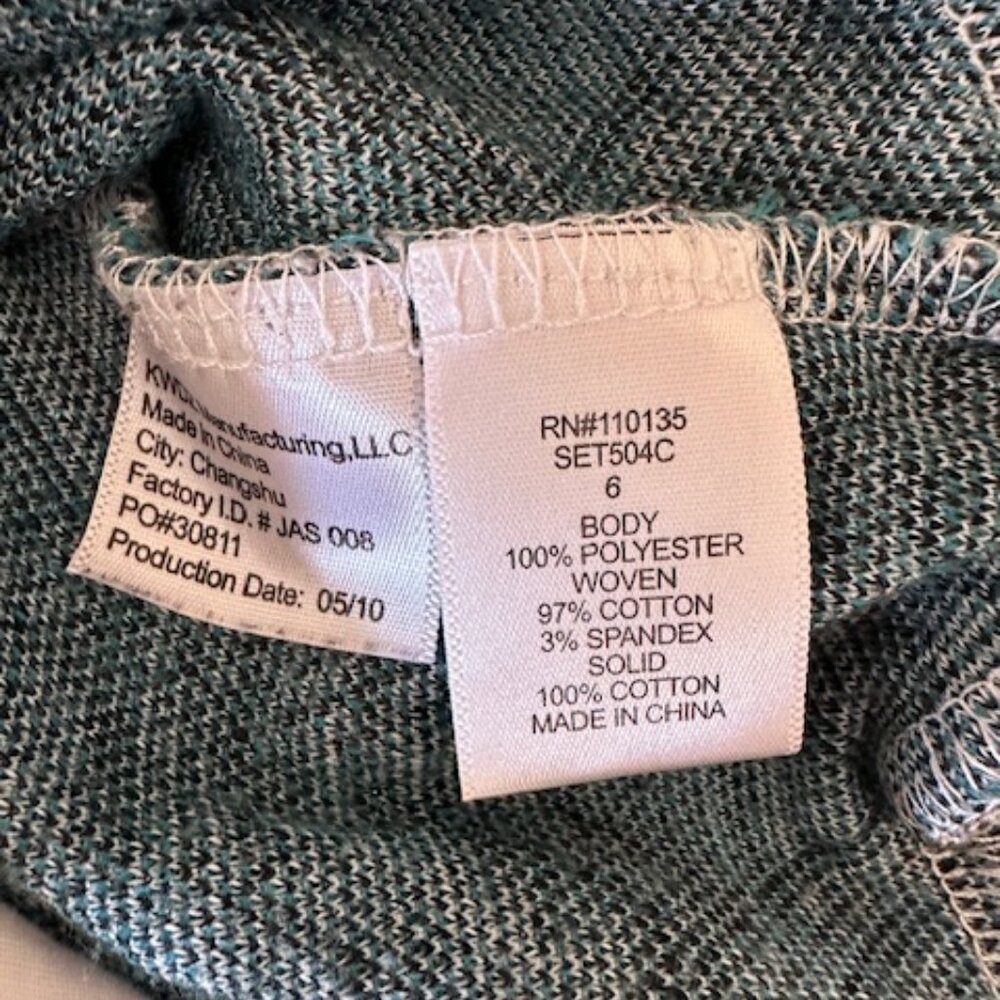 Manufacturing,LLC
Made in China
City: Changshu
Factory I.D. # JAS 008
PO#30811
Production Date: 05/10
RN#110135
SET504C
6
BODY
100% POLYESTER
WOVEN
97% COTTON
3% SPANDEX
SOLID
100% COTTON
MADE IN CHINA